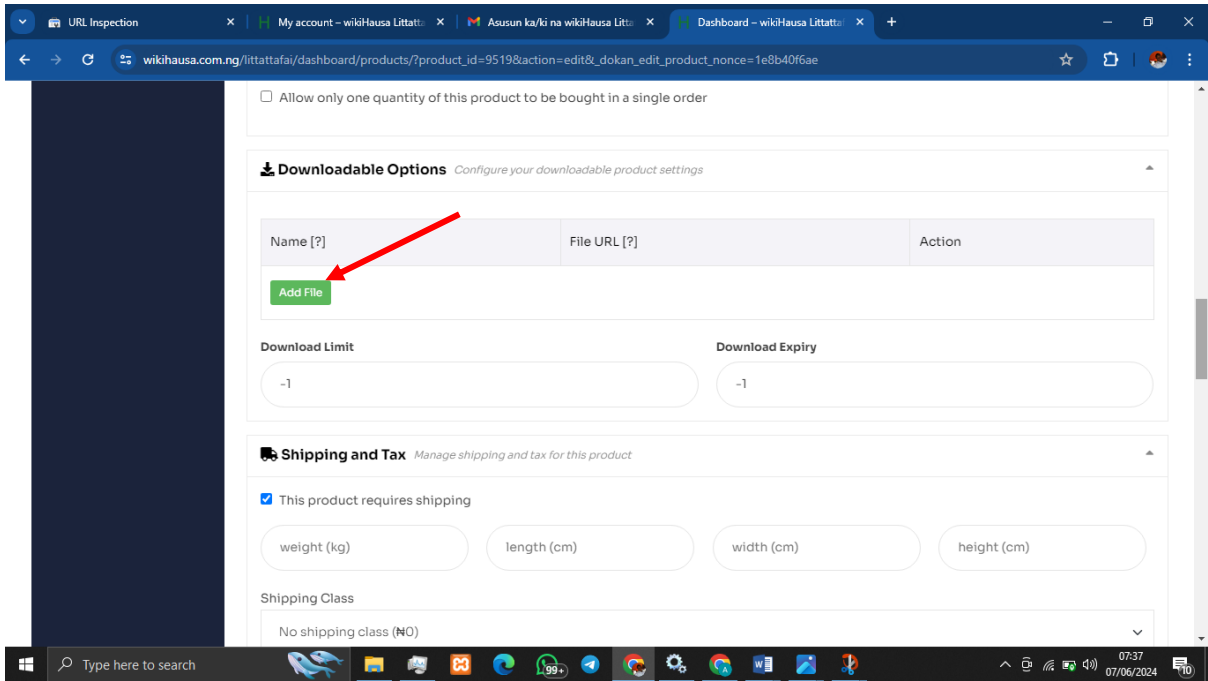 URL Inspection
My account – wikiHausa Littatta
Asusun ka/ki na wikiHausa Litta
Dashboard – wikiHausa Littattaf
wikihausa.com.ng/littattafai/dashboard/products/?product_id=9519&action=edit&_dokan_edit_product_nonce=1e8b40f6ae
Allow only one quantity of this product to be bought in a single order
Downloadable Options Configure your downloadable product settings
Name [?] File URL [?] Action
Add File
Download Limit Download Expiry
-1 -1
Shipping and Tax Manage shipping and tax for this product
This product requires shipping
weight (kg) length (cm) width (cm) height (cm)
Shipping Class
No shipping class (₦0)
Type here to search
99+
07:37
07/06/2024
10